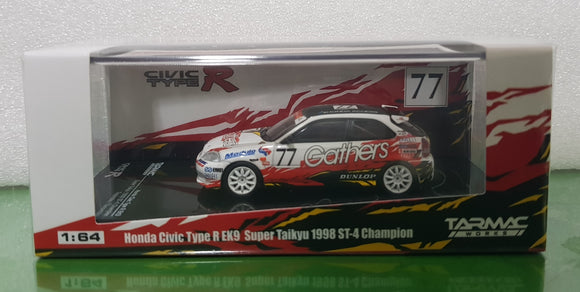 CIVIC
TYPE R
77
77
Gathers
DUNLOP
1:64
Honda Civic Type R EK9 Super Taikyu 1998 ST-4 Champion
TARMAC
WORKS